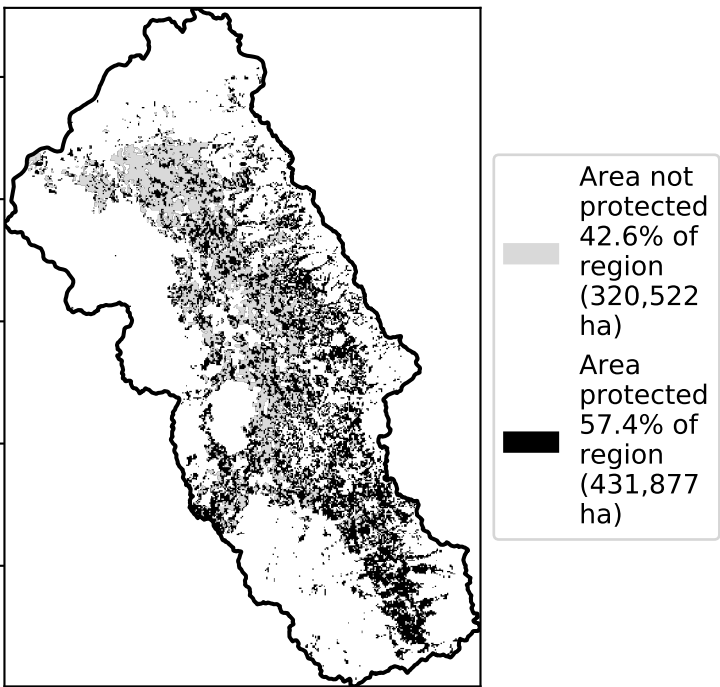 Area not
protected
42.6% of
region
(320,522
ha)
Area
protected
57.4% of
region
(431,877
ha)